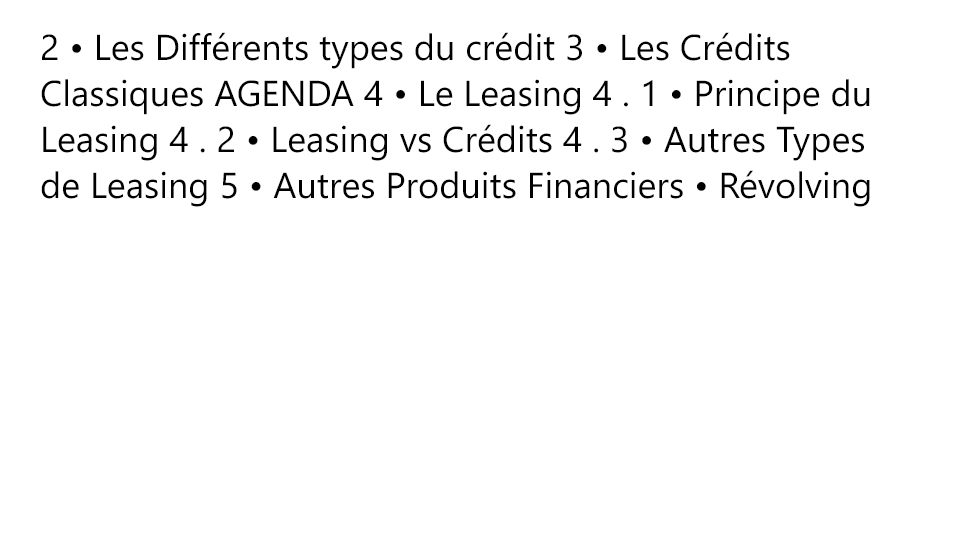 2 • Les Différents types du crédit 3 • Les Crédits
Classiques AGENDA 4 • Le Leasing 4 . 1 • Principe du
Leasing 4 . 2 • Leasing vs Crédits 4 . 3 • Autres Types
de Leasing 5 • Autres Produits Financiers • Révolving